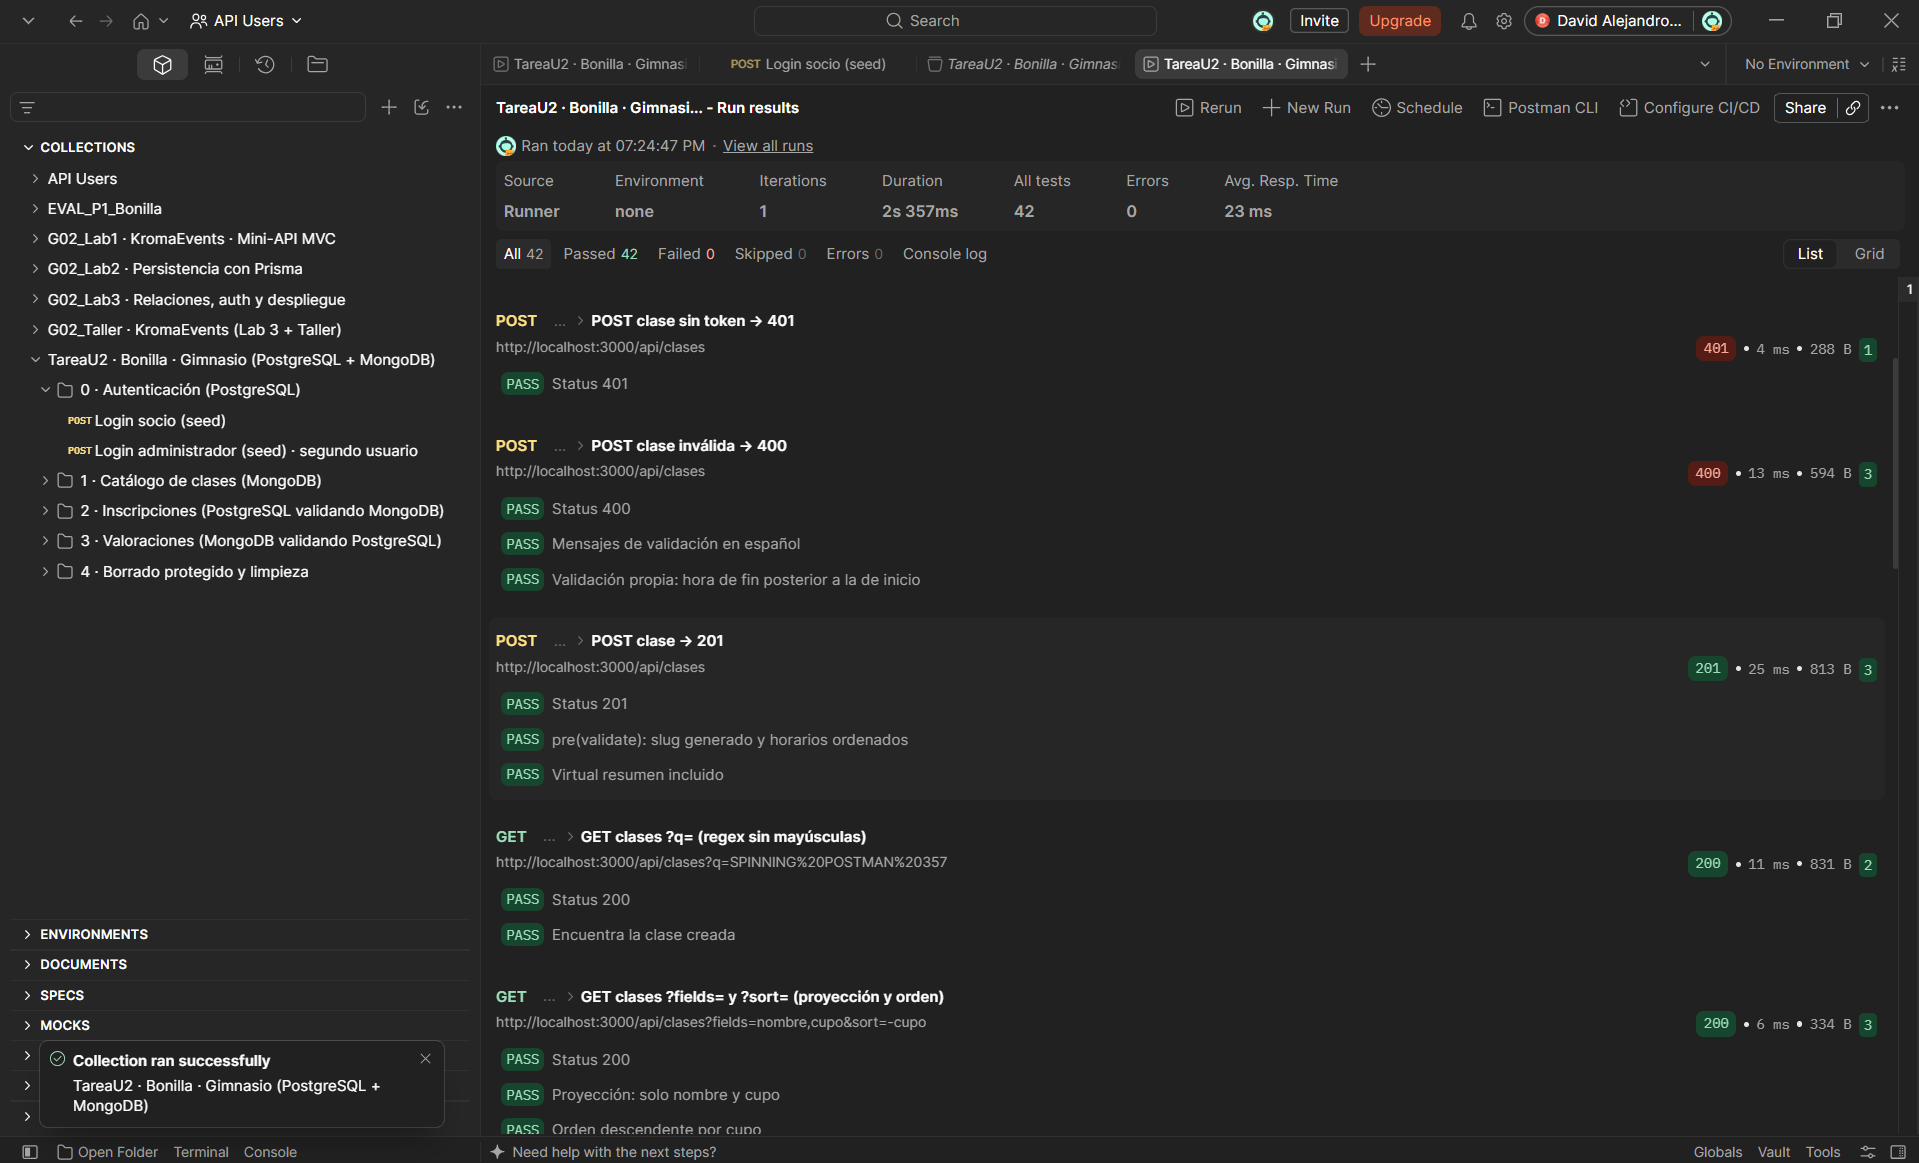 API Users
Search
Invite
Upgrade
D
David Alejandro...
TareaU2 · Bonilla · Gimnasi
POST Login socio (seed)
TareaU2 · Bonilla · Gimnas
TareaU2 · Bonilla · Gimnasi
No Environment
TareaU2 · Bonilla · Gimnasi... - Run results
Rerun
New Run
Schedule
Postman CLI
Configure CI/CD
Share
Ran today at 07:24:47 PM · View all runs
Source Environment Iterations Duration All tests Errors Avg. Resp. Time
Runner none 1 2s 357ms 42 0 23 ms
All 42 Passed 42 Failed 0 Skipped 0 Errors 0 Console log
List Grid
1
COLLECTIONS
API Users
EVAL_P1_Bonilla
G02_Lab1 · KromaEvents · Mini-API MVC
G02_Lab2 · Persistencia con Prisma
G02_Lab3 · Relaciones, auth y despliegue
G02_Taller · KromaEvents (Lab 3 + Taller)
TareaU2 · Bonilla · Gimnasio (PostgreSQL + MongoDB)
0 · Autenticación (PostgreSQL)
POST Login socio (seed)
POST Login administrador (seed) · segundo usuario
1 · Catálogo de clases (MongoDB)
2 · Inscripciones (PostgreSQL validando MongoDB)
3 · Valoraciones (MongoDB validando PostgreSQL)
4 · Borrado protegido y limpieza
ENVIRONMENTS
DOCUMENTS
SPECS
MOCKS
Collection ran successfully
TareaU2 · Bonilla · Gimnasio (PostgreSQL +
MongoDB)
POST ... > POST clase sin token → 401
http://localhost:3000/api/clases
401 • 4 ms • 288 B 1
PASS Status 401
POST ... > POST clase inválida → 400
http://localhost:3000/api/clases
400 • 13 ms • 594 B 3
PASS Status 400
PASS Mensajes de validación en español
PASS Validación propia: hora de fin posterior a la de inicio
POST ... > POST clase → 201
http://localhost:3000/api/clases
201 • 25 ms • 813 B 3
PASS Status 201
PASS pre(validate): slug generado y horarios ordenados
PASS Virtual resumen incluido
GET ... > GET clases ?q= (regex sin mayúsculas)
http://localhost:3000/api/clases?q=SPINNING%20POSTMAN%20357
200 • 11 ms • 831 B 2
PASS Status 200
PASS Encuentra la clase creada
GET ... > GET clases ?fields= y ?sort= (proyección y orden)
http://localhost:3000/api/clases?fields=nombre,cupo&sort=-cupo
200 • 6 ms • 334 B 3
PASS Status 200
PASS Proyección: solo nombre y cupo
PASS Orden descendente por cupo
Open Folder Terminal Console
Need help with the next steps?
Globals Vault Tools